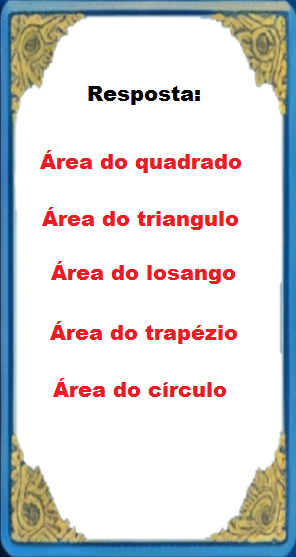 Resposta:
Área do quadrado
Área do triangulo
Área do losango
Área do trapézio
Área do círculo